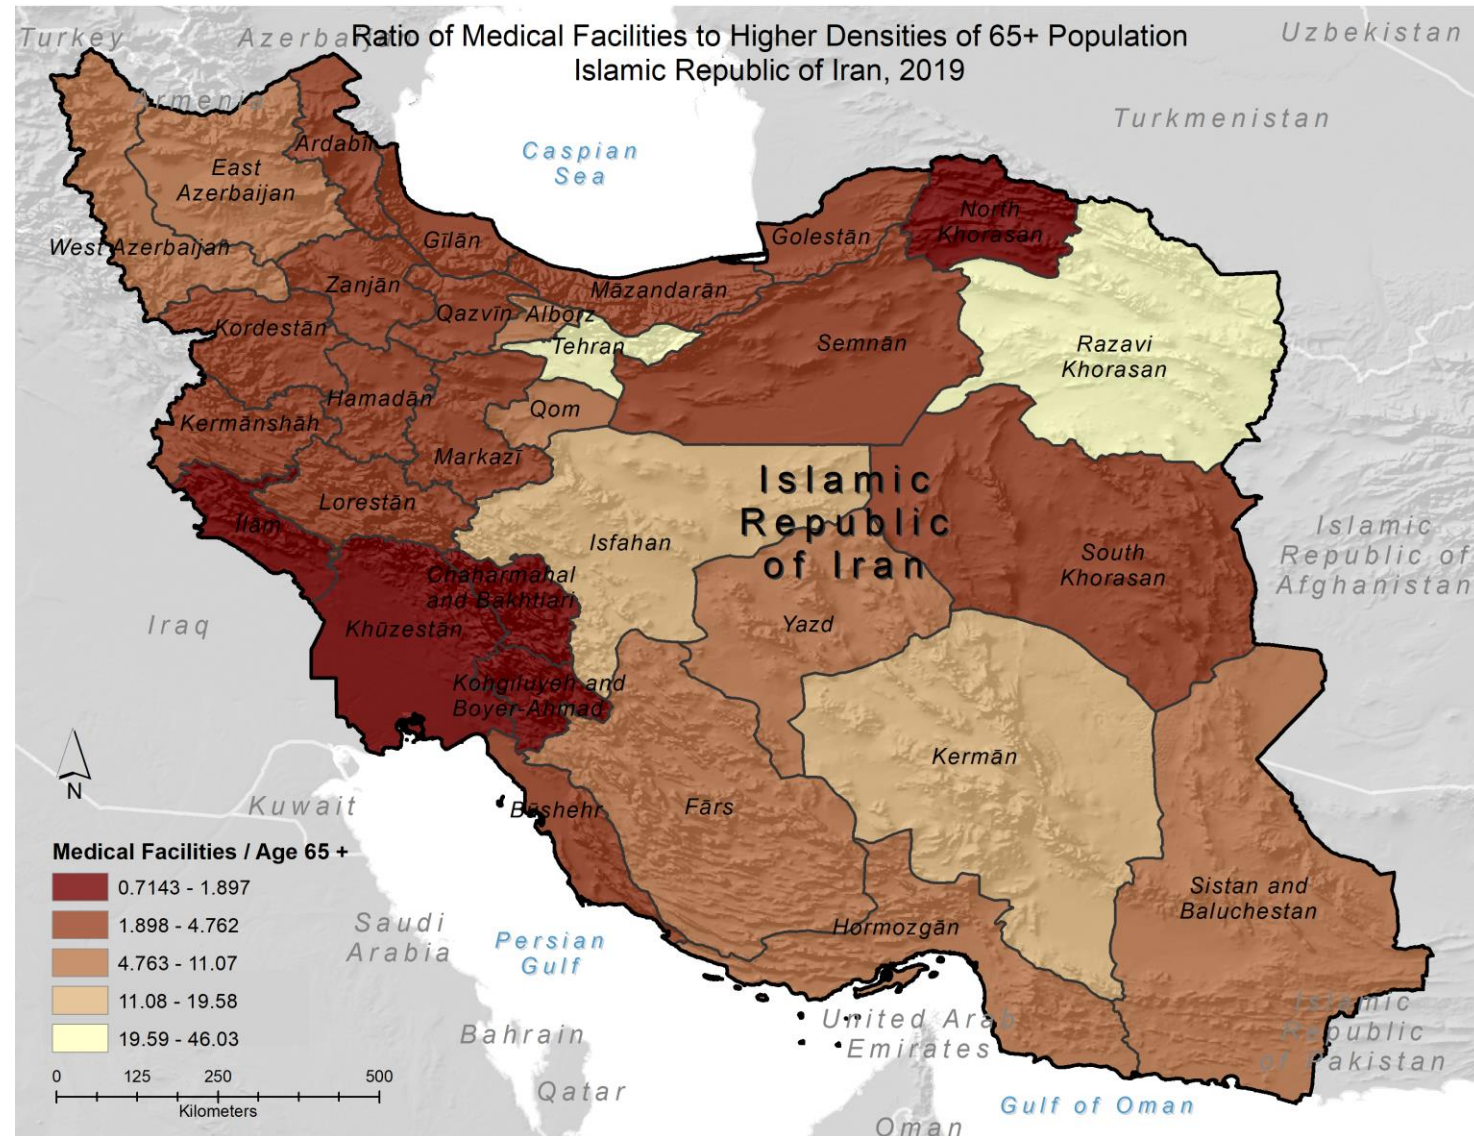 Ratio of Medical Facilities to Higher Densities of 65+ Population
Islamic Republic of Iran, 2019
Turkey
Azerbaijan
Uzbekistan
Armenia
Turkmenistan
Caspian
Sea
Ardabīl
East
Azerbaijan
West Azerbaijan
Gīlān
Golestān
North
Khorasan
Zanjān
Māzandarān
Qazvīn
Alborz
Kordestān
Tehran
Semnān
Razavi
Khorasan
Hamadān
Qom
Kermānshāh
Markazī
Lorestān
Īlām
Isfahan
Islamic
Republic
of Iran
South
Khorasan
Islamic
Republic of
Afghanistan
Chaharmahal
and Bakhtiari
Khūzestān
Yazd
Iraq
Kohgiluyeh and
Boyer-Ahmad
Kermān
N
Kuwait
Būshehr
Fārs
Medical Facilities / Age 65 +
0.7143 - 1.897
1.898 - 4.762
4.763 - 11.07
11.08 - 19.58
19.59 - 46.03
0 125 250 500
Kilometers
Sistan and
Baluchestan
Hormozgān
Saudi
Arabia
Persian
Gulf
Islamic
Republic
of Pakistan
United Arab
Emirates
Bahrain
Qatar
Gulf of Oman
Oman